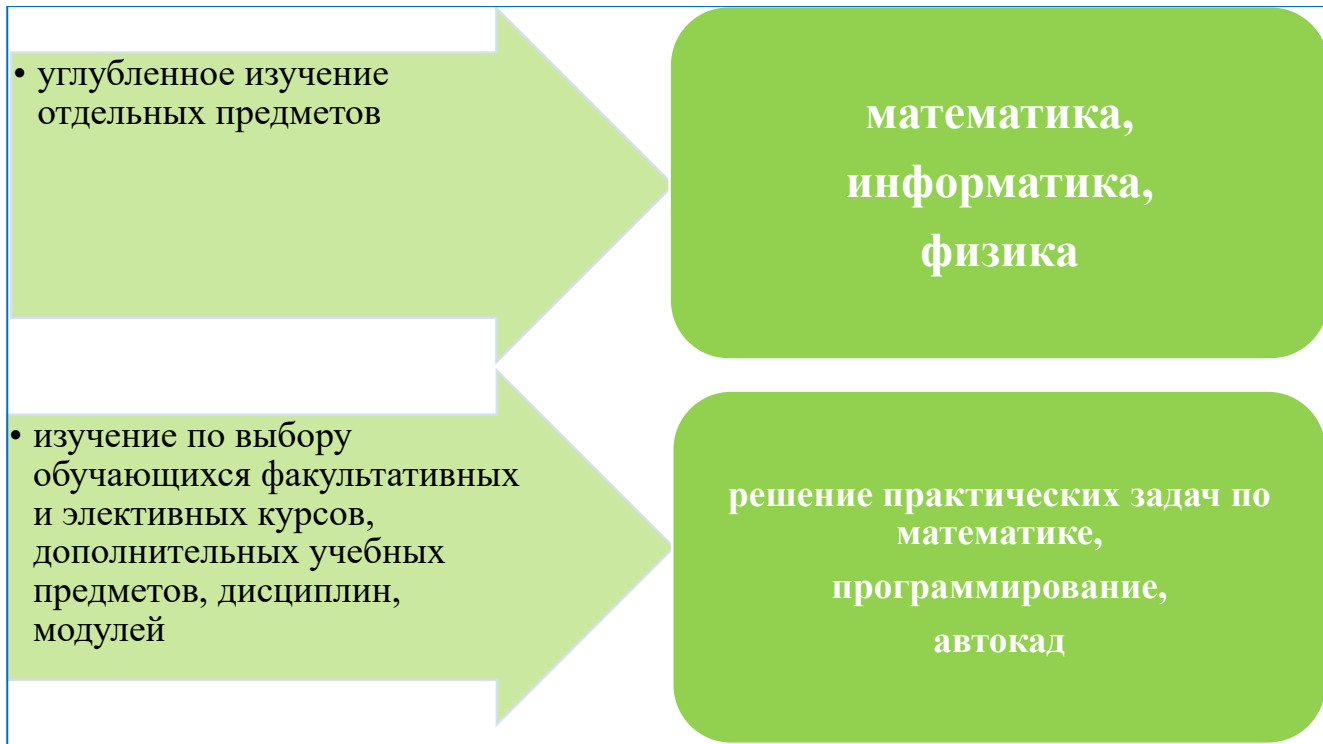 • углубленное изучение
отдельных предметов
математика,
информатика,
физика
• изучение по выбору
обучающихся факультативных
и элективных курсов,
дополнительных учебных
предметов, дисциплин,
модулей
решение практических задач по
математике,
программирование,
автокад